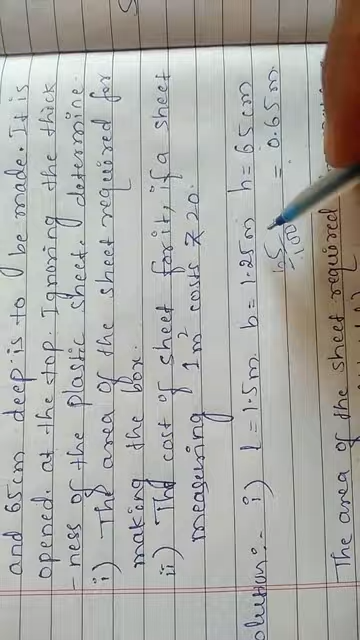 and 65cm deep is to be made. It is
opened at the top. Ignoring the thick
-ness of the plastic sheet, determine.
i) The area of the sheet required for
making the box.
ii) The cost of sheet for it, if a sheet
measuring 1m² costs ₹ 20.
olution:- i) l = 1.5m b = 1.25m h = 65cm
65/100 = 0.65m.
The area of the sheet required